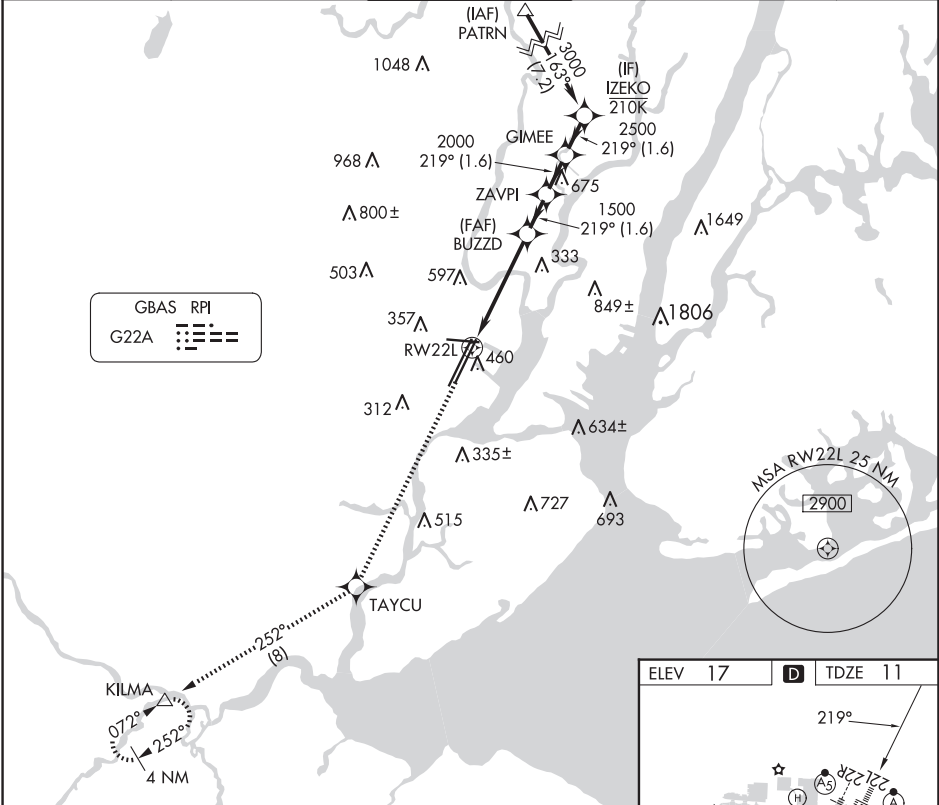 (IAF)
PATRN
3000
163°
(7.2)
1048
(IF)
IZEKO
210K
GIMEE
2500
219° (1.6)
2000
219° (1.6)
968
675
ZAVPI
800±
1500
219° (1.6)
(FAF)
BUZZD
1649
333
503
597
849±
GBAS RPI
G22A
357
1806
RW22L
460
312
634±
335±
MSA RW22L 25 NM
2900
727
693
515
TAYCU
252°
(8)
KILMA
072°
252°
4 NM
ELEV 17
D
TDZE 11
219°
22L
22R
A5
H
A